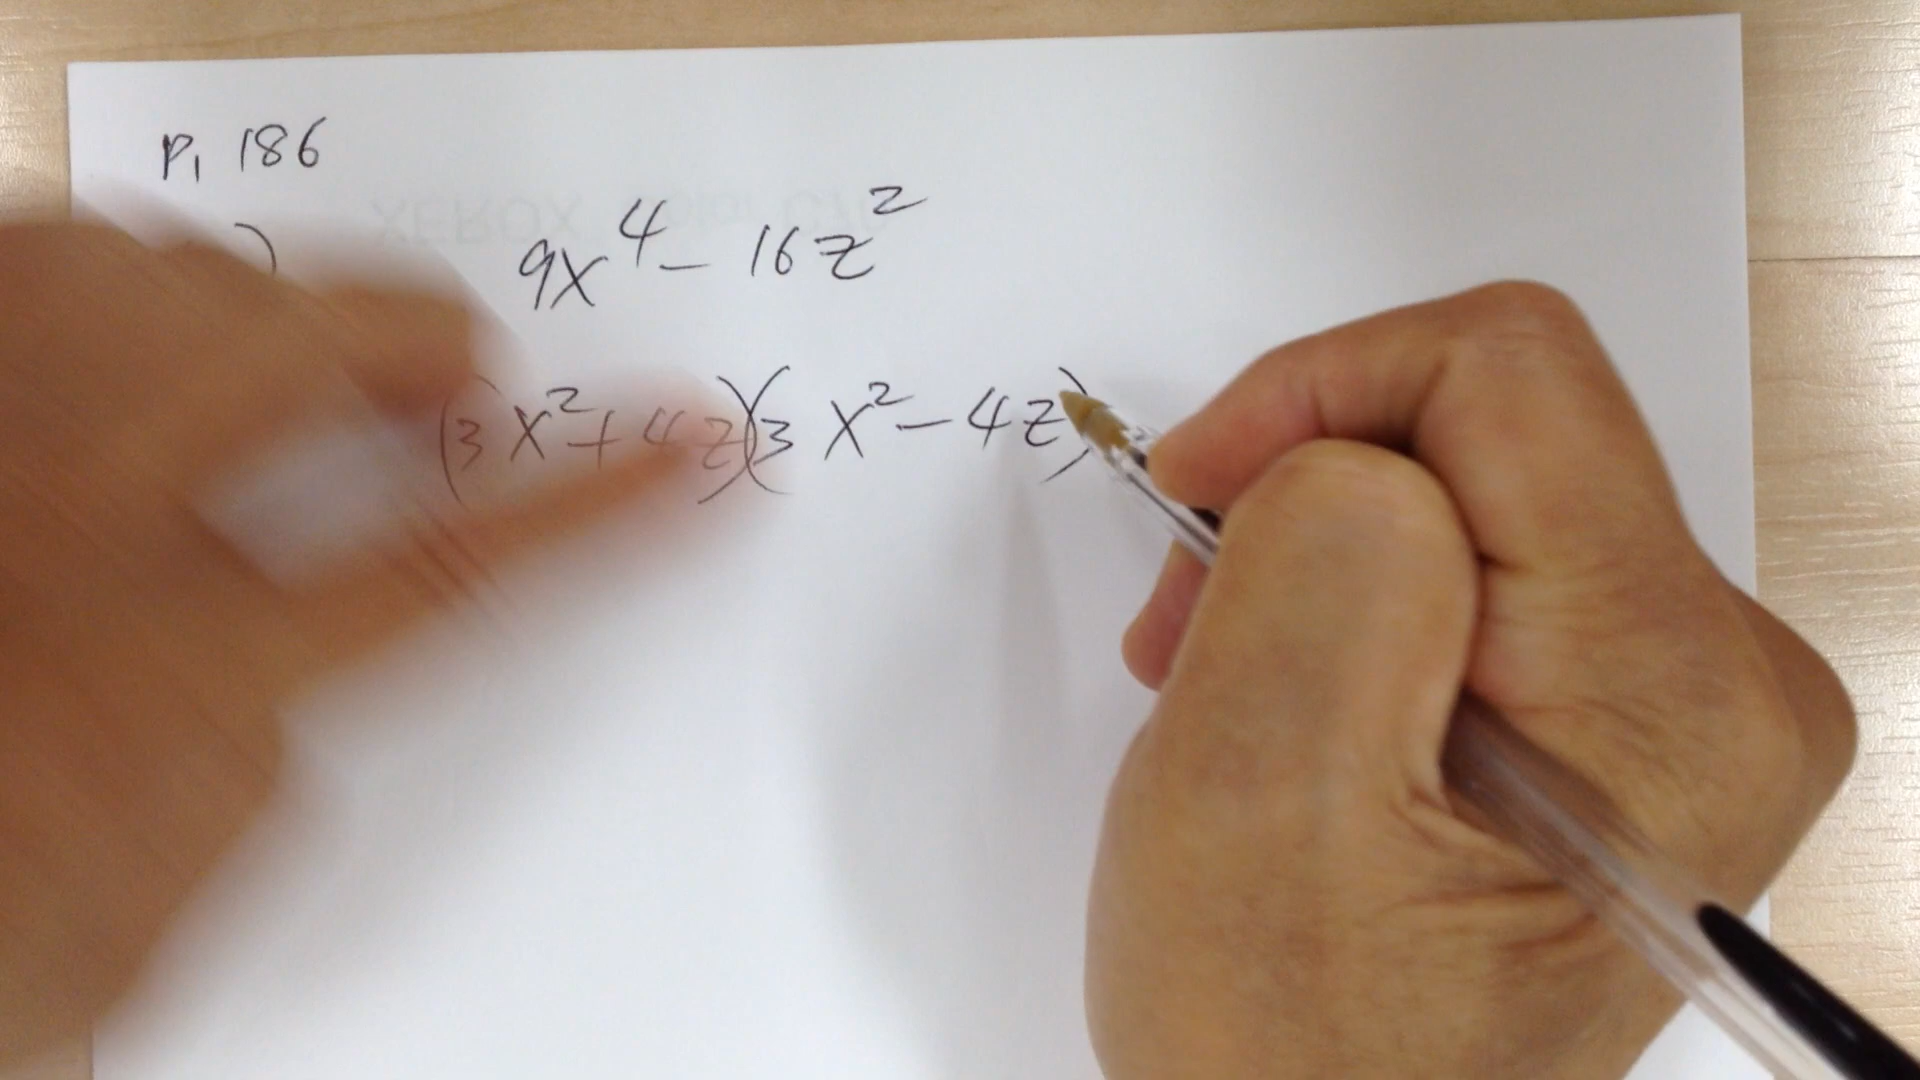 P, 186
)
9x⁴ - 16z²
(3x²+4z)(3x²-4z)